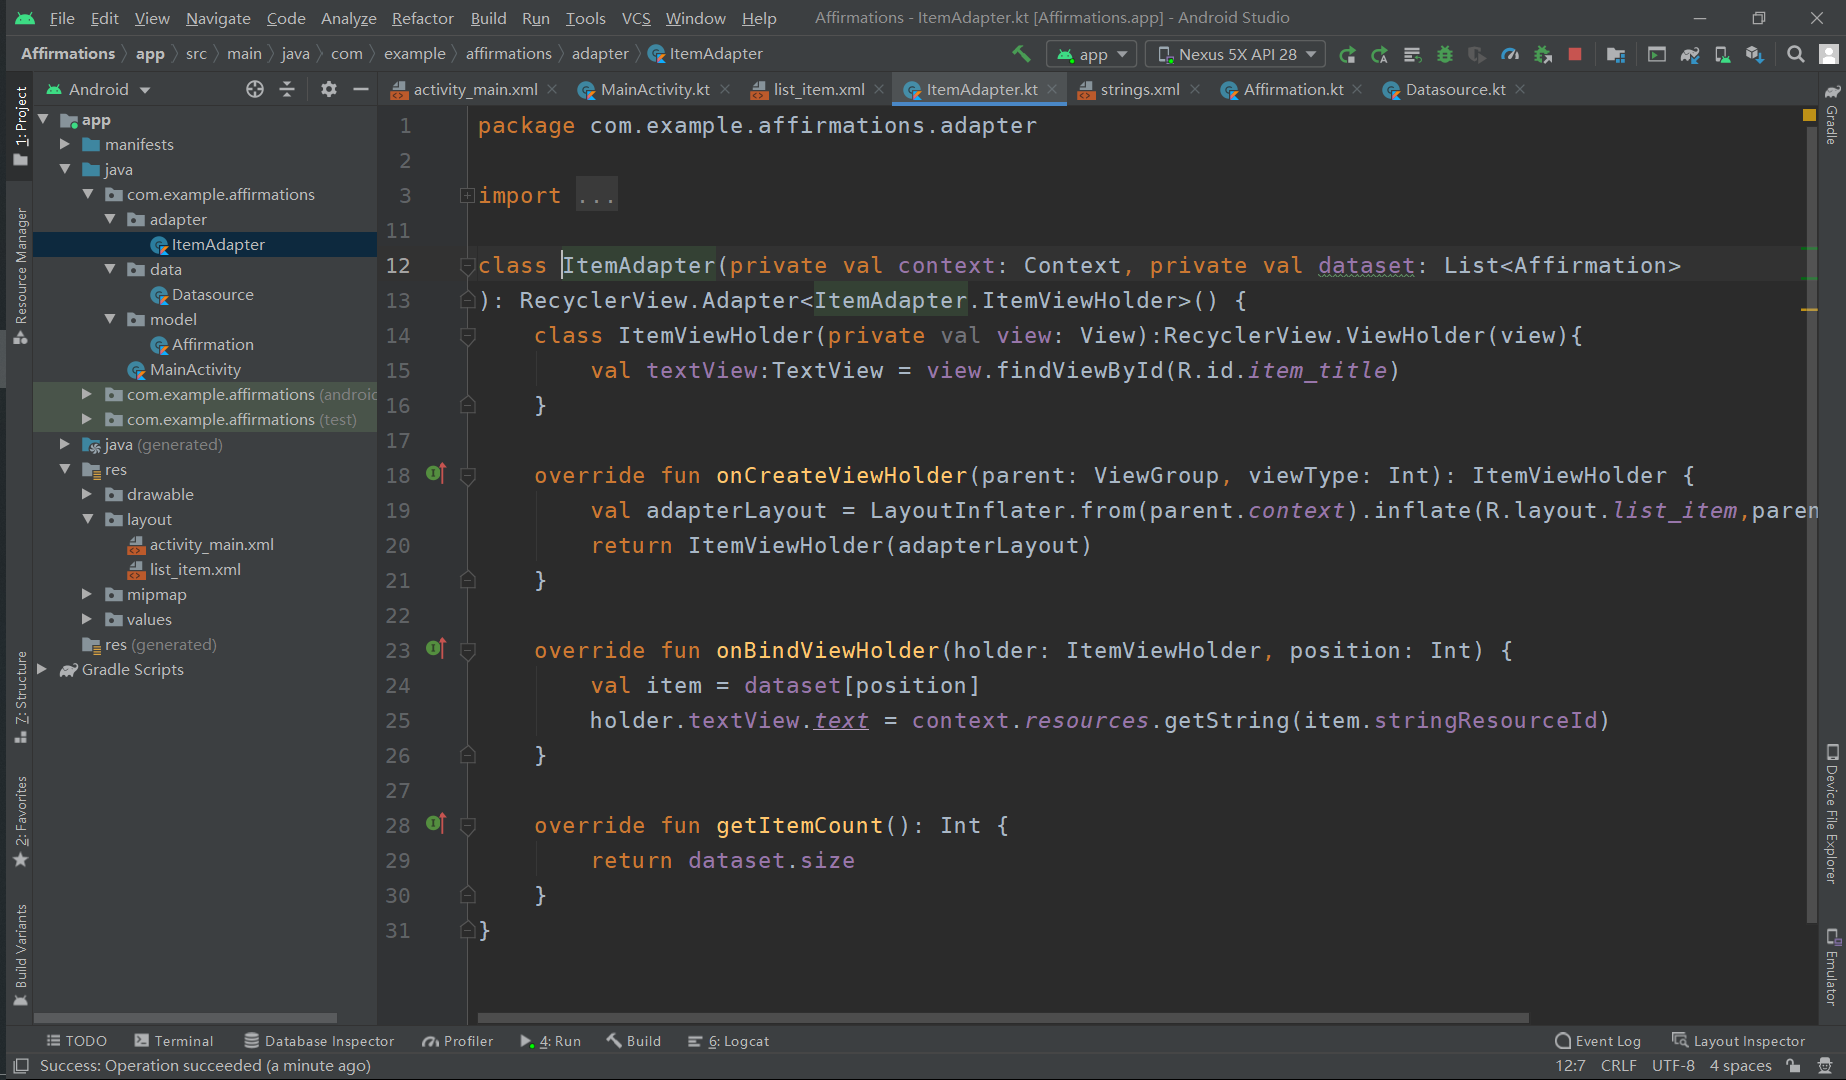 File Edit View Navigate Code Analyze Refactor Build Run Tools VCS Window Help Affirmations - ItemAdapter.kt [Affirmations.app] - Android Studio
Affirmations app src main java com example affirmations adapter ItemAdapter app Nexus 5X API 28
Android activity_main.xml MainActivity.kt list_item.xml ItemAdapter.kt strings.xml Affirmation.kt Datasource.kt
1: Project
Resource Manager
7: Structure
2: Favorites
Build Variants
app
manifests
java
com.example.affirmations
adapter
ItemAdapter
data
Datasource
model
Affirmation
MainActivity
com.example.affirmations (android
com.example.affirmations (test)
java (generated)
res
drawable
layout
activity_main.xml
list_item.xml
mipmap
values
res (generated)
Gradle Scripts
1 package com.example.affirmations.adapter
2
3 import ...
11
12 class ItemAdapter(private val context: Context, private val dataset: List<Affirmation>
13 ): RecyclerView.Adapter<ItemAdapter.ItemViewHolder>() {
14 class ItemViewHolder(private val view: View):RecyclerView.ViewHolder(view){
15 val textView:TextView = view.findViewById(R.id.item_title)
16 }
17
18 override fun onCreateViewHolder(parent: ViewGroup, viewType: Int): ItemViewHolder {
19 val adapterLayout = LayoutInflater.from(parent.context).inflate(R.layout.list_item,paren
20 return ItemViewHolder(adapterLayout)
21 }
22
23 override fun onBindViewHolder(holder: ItemViewHolder, position: Int) {
24 val item = dataset[position]
25 holder.textView.text = context.resources.getString(item.stringResourceId)
26 }
27
28 override fun getItemCount(): Int {
29 return dataset.size
30 }
31 }
Gradle
Device File Explorer
Emulator
TODO Terminal Database Inspector Profiler 4: Run Build 6: Logcat Event Log Layout Inspector
Success: Operation succeeded (a minute ago) 12:7 CRLF UTF-8 4 spaces